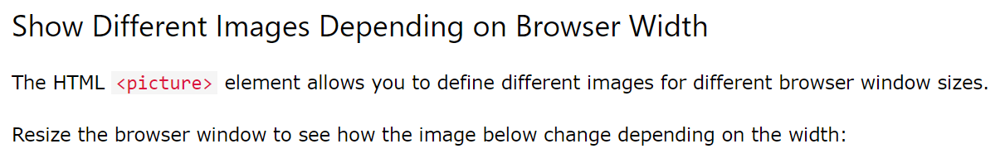 Show Different Images Depending on Browser Width
The HTML <picture> element allows you to define different images for different browser window sizes.
Resize the browser window to see how the image below change depending on the width: